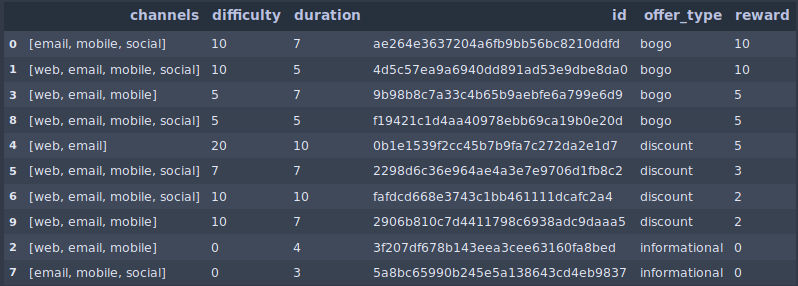 channels difficulty duration id offer_type reward
0 [email, mobile, social] 10 7 ae264e3637204a6fb9bb56bc8210ddfd bogo 10
1 [web, email, mobile, social] 10 5 4d5c57ea9a6940dd891ad53e9dbe8da0 bogo 10
3 [web, email, mobile] 5 7 9b98b8c7a33c4b65b9aebfe6a799e6d9 bogo 5
8 [web, email, mobile, social] 5 5 f19421c1d4aa40978ebb69ca19b0e20d bogo 5
4 [web, email] 20 10 0b1e1539f2cc45b7b9fa7c272da2e1d7 discount 5
5 [web, email, mobile, social] 7 7 2298d6c36e964ae4a3e7e9706d1fb8c2 discount 3
6 [web, email, mobile, social] 10 10 fafdcd668e3743c1bb461111dcafc2a4 discount 2
9 [web, email, mobile] 10 7 2906b810c7d4411798c6938adc9daaa5 discount 2
2 [web, email, mobile] 0 4 3f207df678b143eea3cee63160fa8bed informational 0
7 [email, mobile, social] 0 3 5a8bc65990b245e5a138643cd4eb9837 informational 0